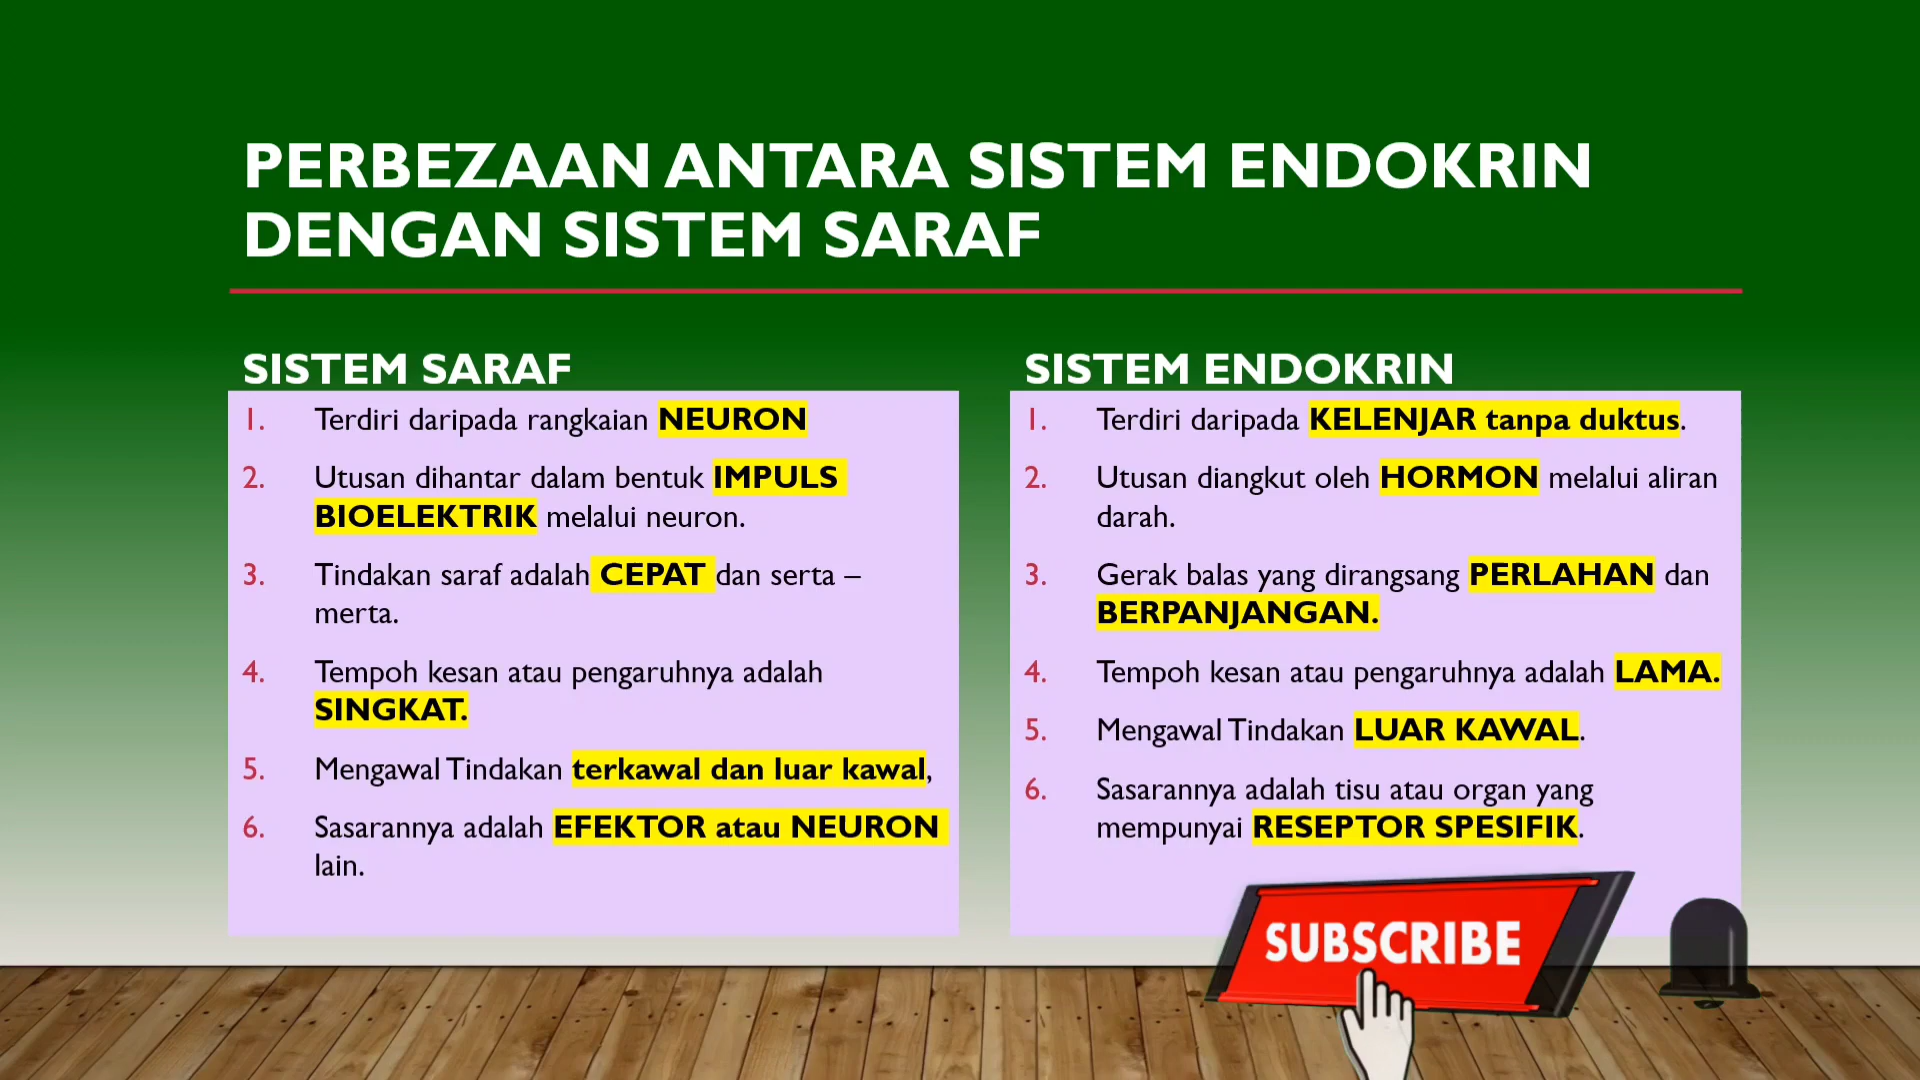 PERBEZAAN ANTARA SISTEM ENDOKRIN
DENGAN SISTEM SARAF
SISTEM SARAF
1. Terdiri daripada rangkaian NEURON
2. Utusan dihantar dalam bentuk IMPULS
BIOELEKTRIK melalui neuron.
3. Tindakan saraf adalah CEPAT dan serta –
merta.
4. Tempoh kesan atau pengaruhnya adalah
SINGKAT.
5. Mengawal Tindakan terkawal dan luar kawal,
6. Sasarannya adalah EFEKTOR atau NEURON
lain.
SISTEM ENDOKRIN
1. Terdiri daripada KELENJAR tanpa duktus.
2. Utusan diangkut oleh HORMON melalui aliran
darah.
3. Gerak balas yang dirangsang PERLAHAN dan
BERPANJANGAN.
4. Tempoh kesan atau pengaruhnya adalah LAMA.
5. Mengawal Tindakan LUAR KAWAL.
6. Sasarannya adalah tisu atau organ yang
mempunyai RESEPTOR SPESIFIK.
SUBSCRIBE